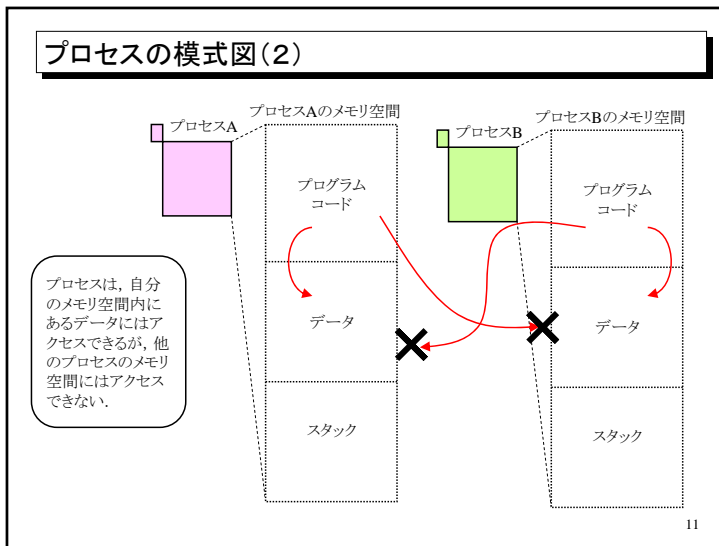 プロセスの模式図(2)
プロセスA
プロセスAのメモリ空間
プログラム
コード
データ
スタック
プロセスB
プロセスBのメモリ空間
プログラム
コード
データ
スタック
プロセスは, 自分
のメモリ空間内に
あるデータにはア
クセスできるが, 他
のプロセスのメモリ
空間にはアクセス
できない.
11